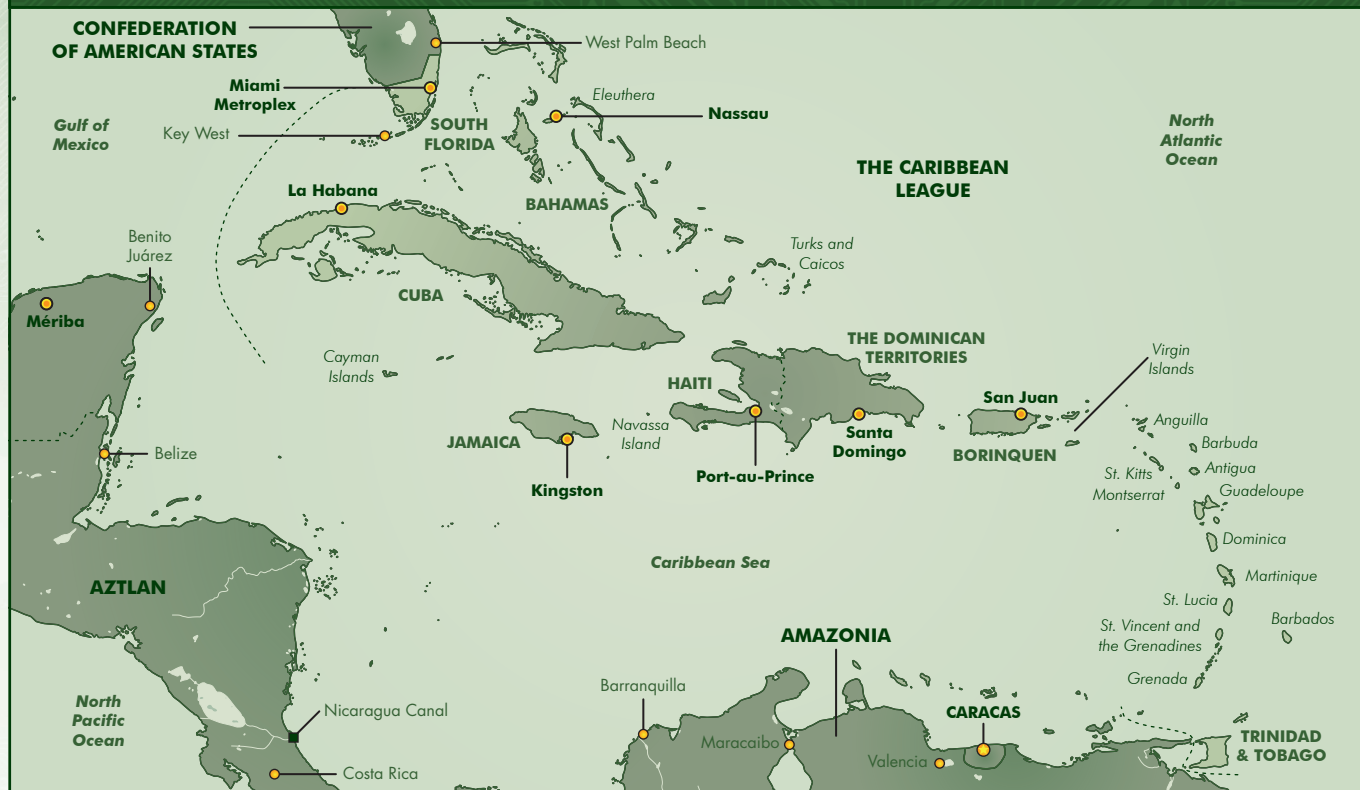 CONFEDERATION
OF AMERICAN STATES
West Palm Beach
Miami
Metroplex
Eleuthera
Nassau
Gulf of
Mexico
Key West
SOUTH
FLORIDA
North
Atlantic
Ocean
THE CARIBBEAN
LEAGUE
La Habana
BAHAMAS
Benito
Juárez
Turks and
Caicos
CUBA
Mériba
THE DOMINICAN
TERRITORIES
Cayman
Islands
Virgin
Islands
HAITI
San Juan
JAMAICA
Navassa
Island
Santa
Domingo
Anguilla
Barbuda
BORINQUEN
Belize
Port-au-Prince
Kingston
St. Kitts
Antigua
Montserrat
Guadeloupe
Dominica
Caribbean Sea
AZTLAN
Martinique
St. Lucia
Barbados
St. Vincent and
the Grenadines
AMAZONIA
Grenada
Barranquilla
North
Pacific
Ocean
Nicaragua Canal
CARACAS
Maracaibo
TRINIDAD
& TOBAGO
Valencia
Costa Rica